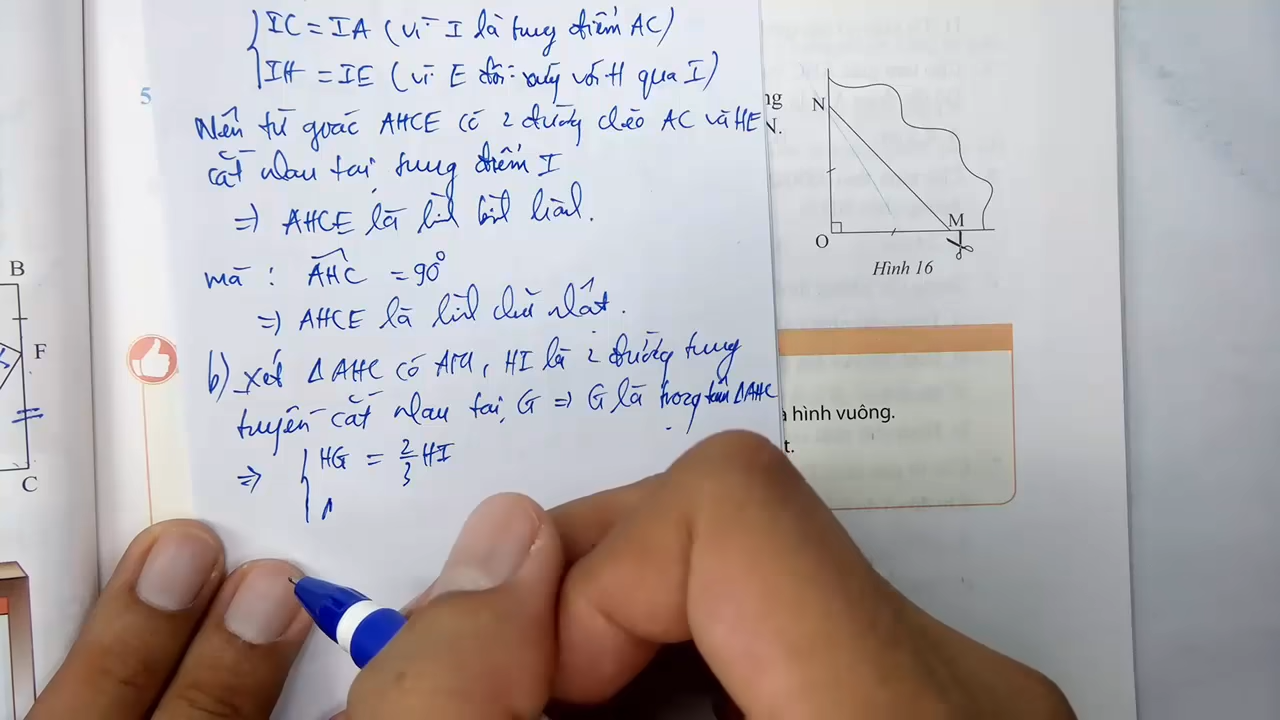 IC = IA (vì I là trung điểm AC)
IH = IE (vì E đối xứng với H qua I)
5
Nên tứ giác AHCE có 2 đường chéo AC và HE
cắt nhau tại trung điểm I
=> AHCE là hình bình hành.
mà : AHC = 90°
=> AHCE là hình chữ nhật.
b) Xét Δ AHC có AM, HI là 2 đường trung
tuyến cắt nhau tại G => G là trọng tâm ΔAHC
=> HG = 2/3 HI
ng
N.
N
O
M
Hình 16
B
F
C
hình vuông.
t.